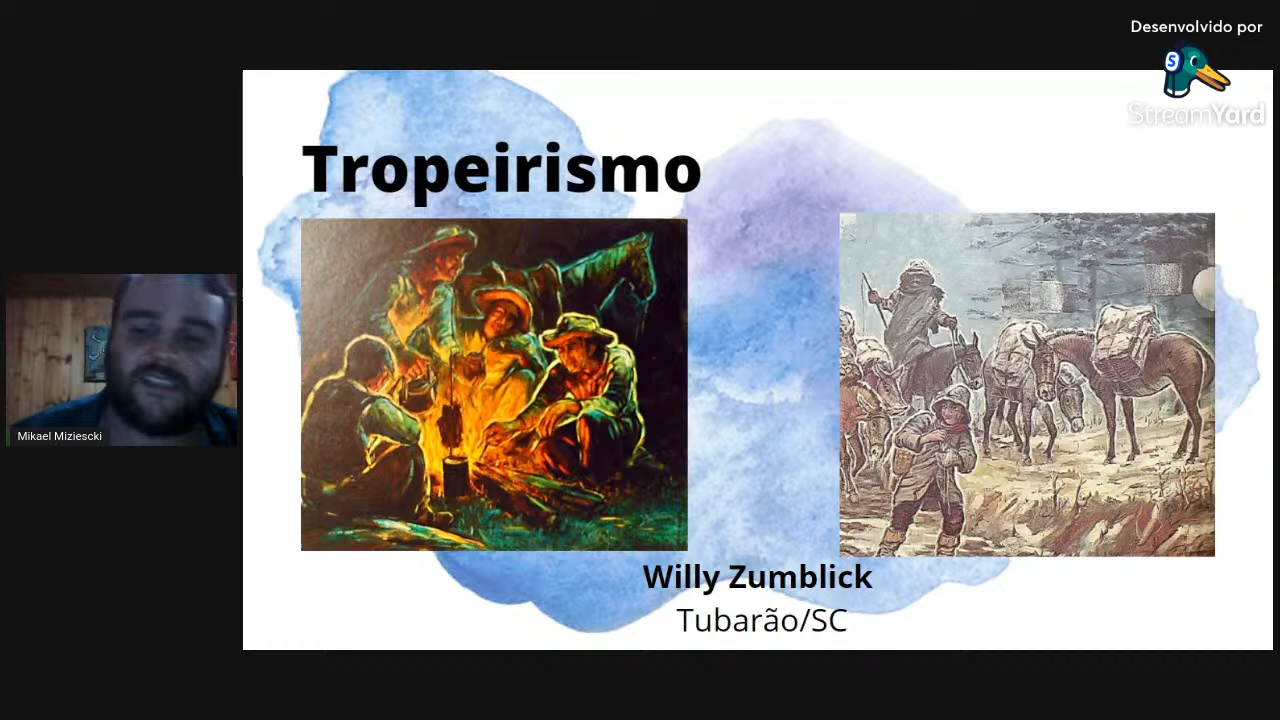 Desenvolvido por
StreamYard
Tropeirismo
Mikael Miziescki
Willy Zumblick
Tubarão/SC